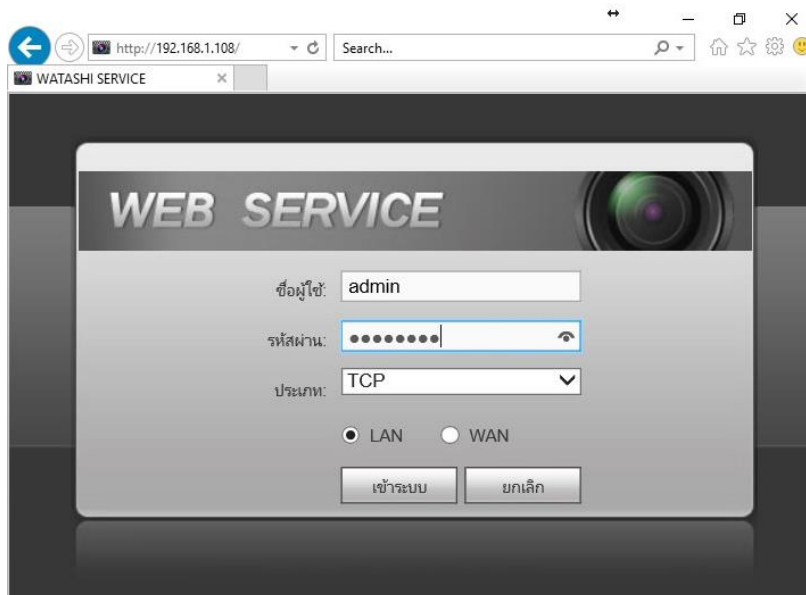 http://192.168.1.108/ Search...
WATASHI SERVICE
WEB SERVICE
ชื่อผู้ใช้: admin
รหัสผ่าน: ●●●●●●●●
ประเภท: TCP
LAN WAN
เข้าระบบ ยกเลิก